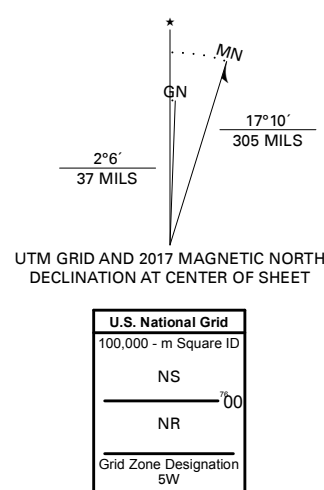 ★
MN
GN
17°10´
305 MILS
2°6´
37 MILS
UTM GRID AND 2017 MAGNETIC NORTH
DECLINATION AT CENTER OF SHEET
U.S. National Grid
100,000 - m Square ID
NS
7600
NR
Grid Zone Designation
5W